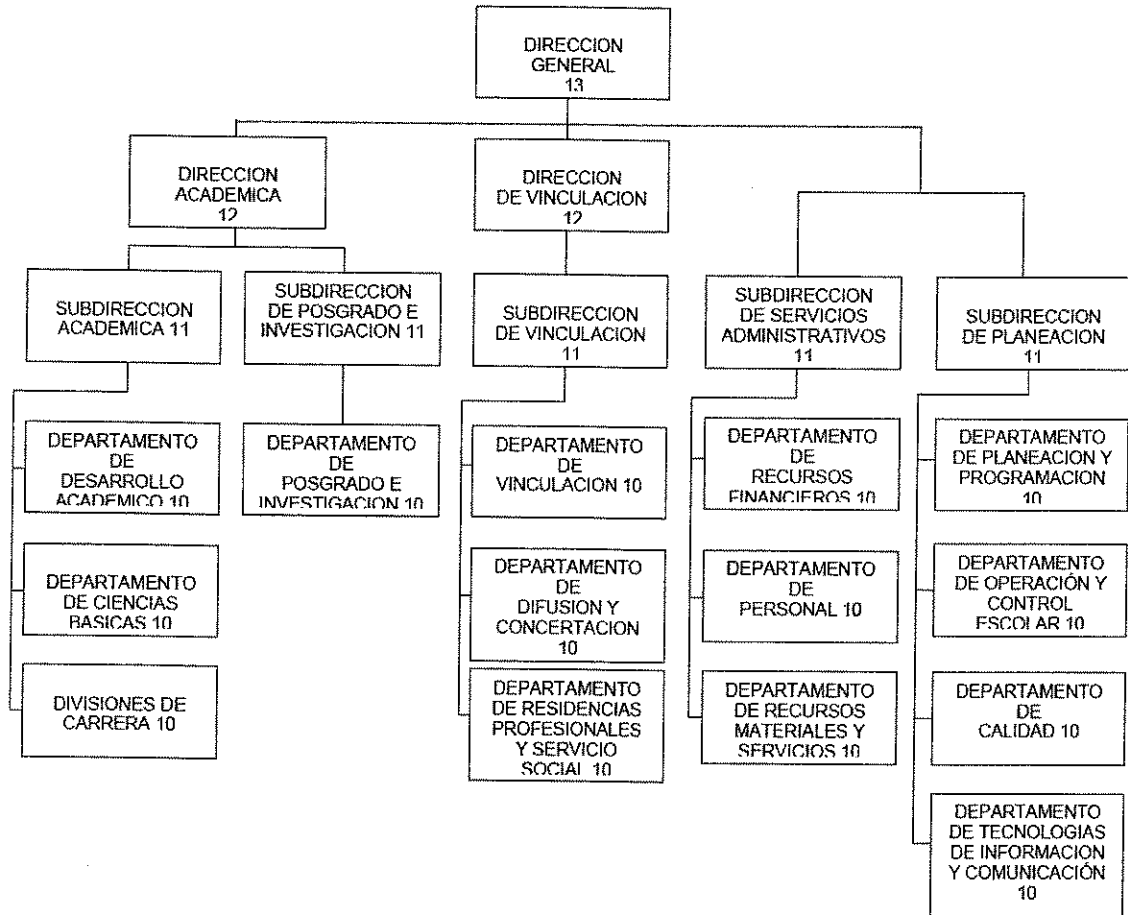 DIRECCION
GENERAL
13
DIRECCION
ACADEMICA
12
DIRECCION
DE VINCULACION
12
SUBDIRECCION
ACADEMICA 11
SUBDIRECCION
DE POSGRADO E
INVESTIGACION 11
SUBDIRECCION
DE VINCULACION
11
SUBDIRECCION
DE SERVICIOS
ADMINISTRATIVOS
11
SUBDIRECCION
DE PLANEACION
11
DEPARTAMENTO
DE
DESARROLLO
ACADEMICO 10
DEPARTAMENTO
DE
POSGRADO E
INVESTIGACION 10
DEPARTAMENTO
DE
VINCULACION 10
DEPARTAMENTO
DE
RECURSOS
FINANCIEROS 10
DEPARTAMENTO
DE PLANEACION Y
PROGRAMACION
10
DEPARTAMENTO
DE CIENCIAS
BASICAS 10
DEPARTAMENTO
DE
DIFUSION Y
CONCERTACION
10
DEPARTAMENTO
DE
PERSONAL 10
DEPARTAMENTO
DE OPERACIÓN Y
CONTROL
ESCOLAR 10
DIVISIONES DE
CARRERA 10
DEPARTAMENTO
DE RESIDENCIAS
PROFESIONALES
Y SERVICIO
SOCIAL 10
DEPARTAMENTO
DE RECURSOS
MATERIALES Y
SERVICIOS 10
DEPARTAMENTO
DE
CALIDAD 10
DEPARTAMENTO
DE TECNOLOGIAS
DE INFORMACION
Y COMUNICACIÓN
10